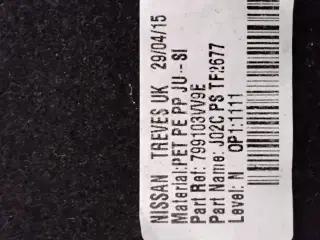 NISSAN TREVES UK 29/04/15
Material:PET PE PP JU-- SI
Part Ref: 799103VV9E
Part Name: J02C PS TF2677
Level: N OP1:1111